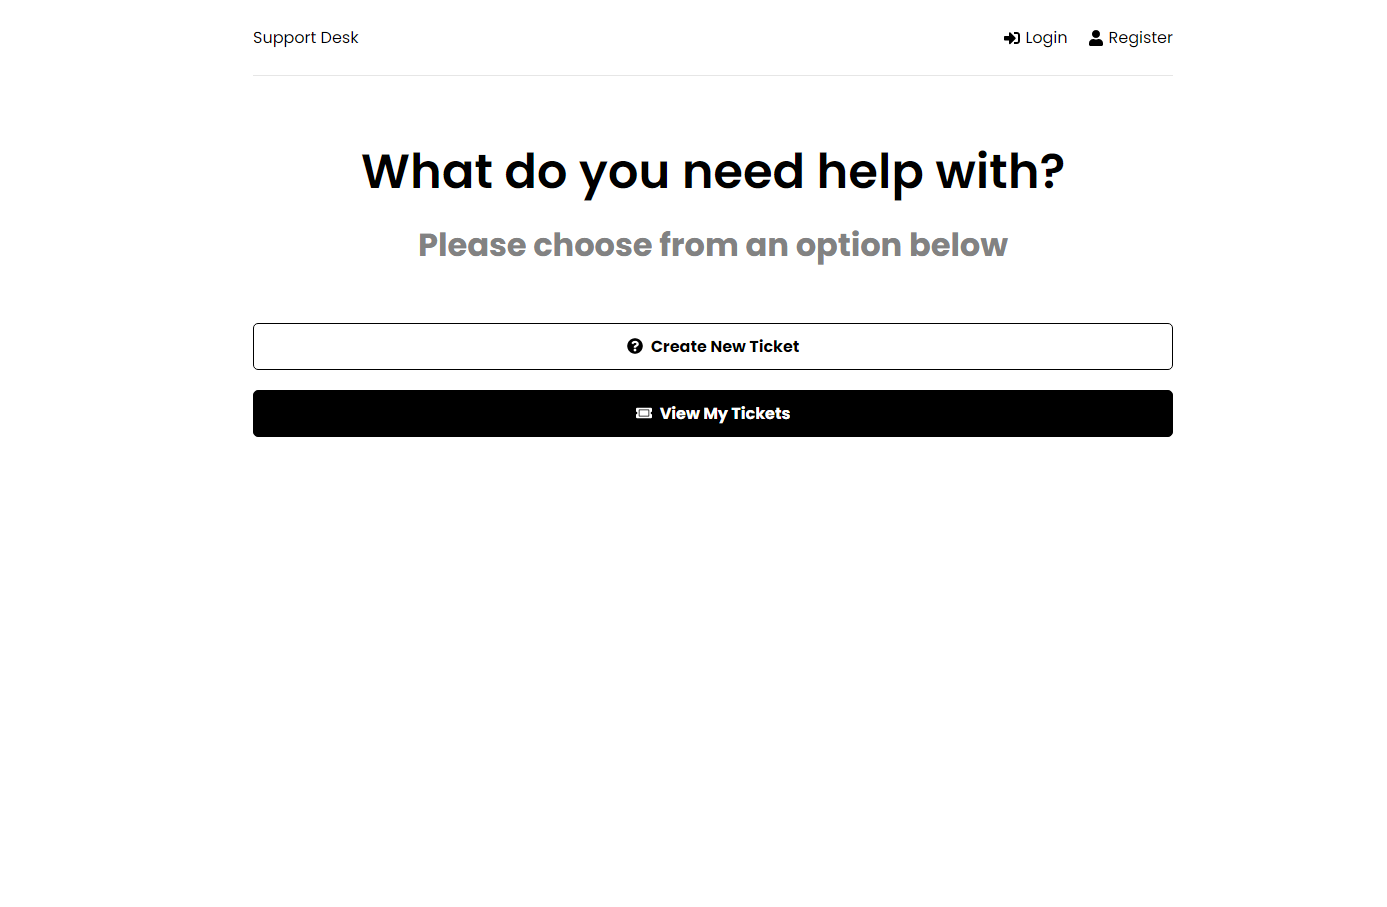 Support Desk
Login
Register
What do you need help with?
Please choose from an option below
Create New Ticket
View My Tickets